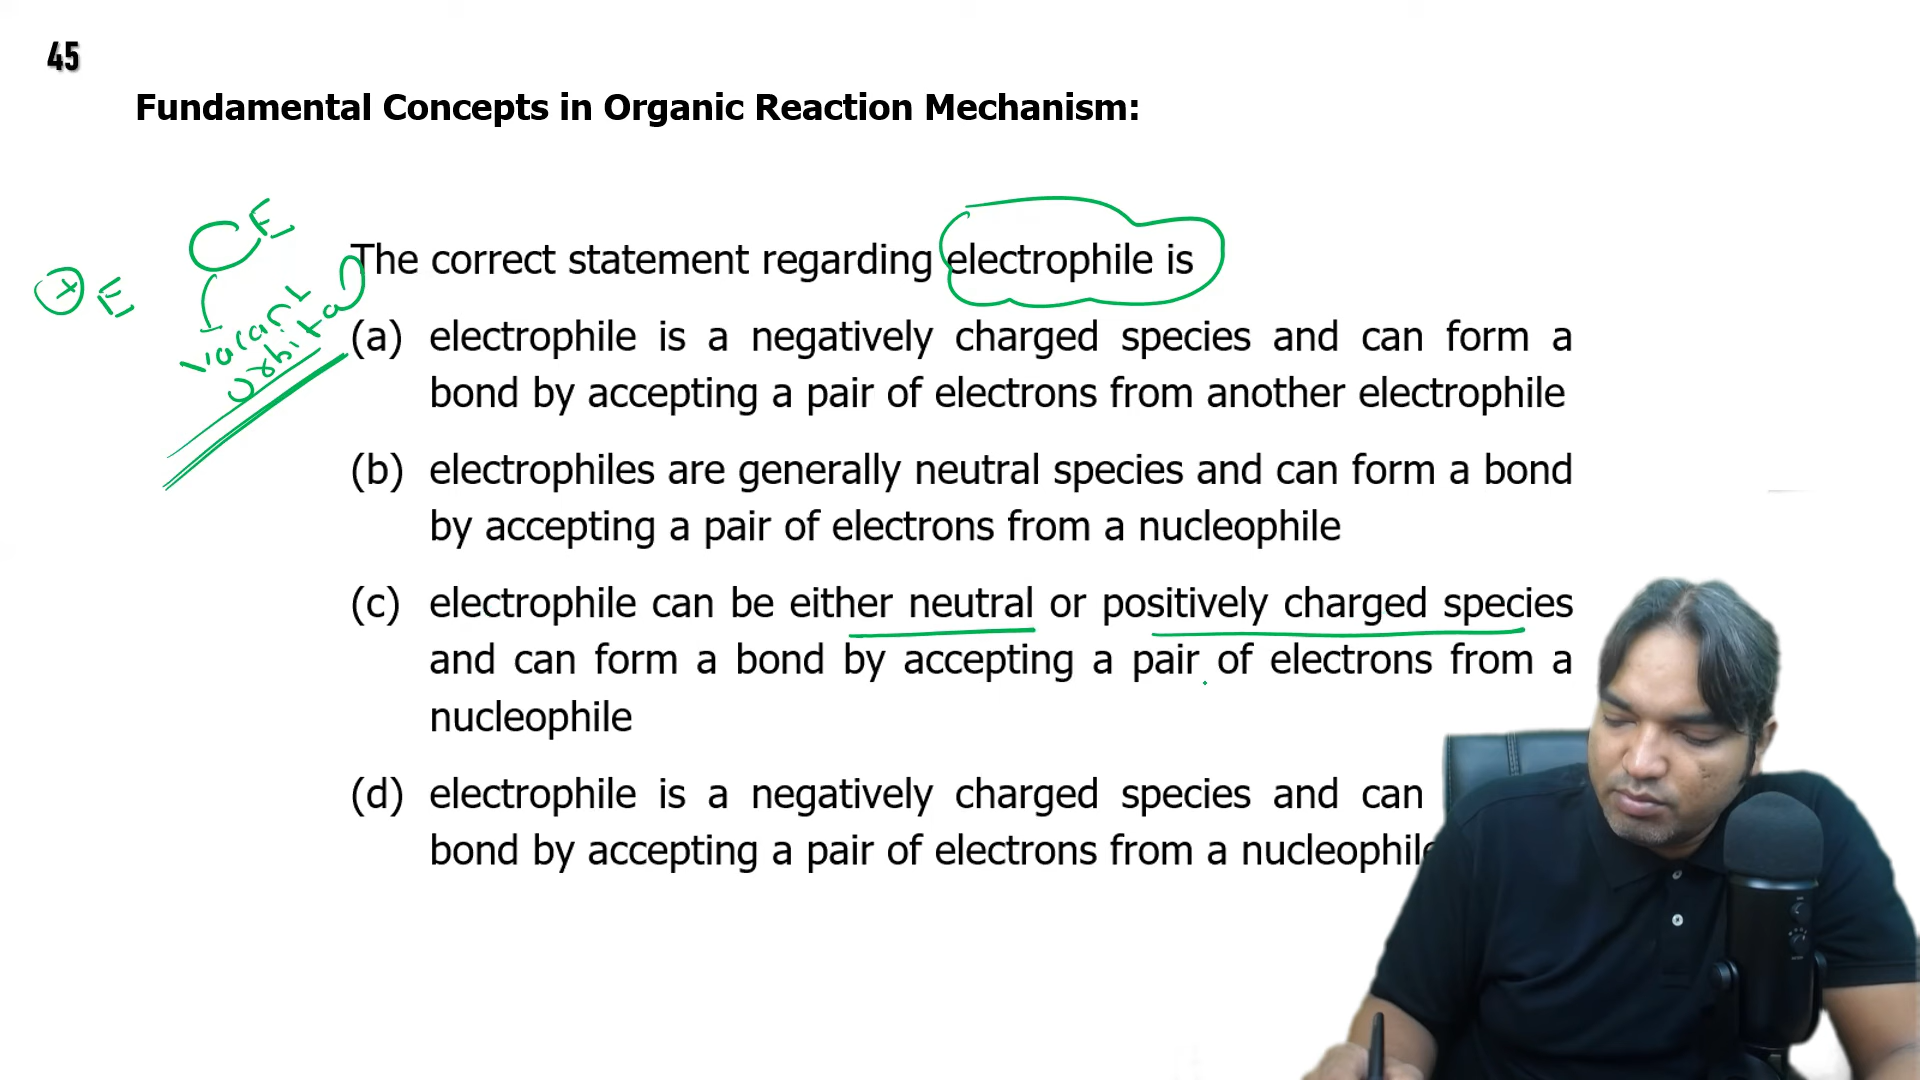 45
Fundamental Concepts in Organic Reaction Mechanism:
E
+ E
vacant
orbital
The correct statement regarding electrophile is
(a) electrophile is a negatively charged species and can form a
bond by accepting a pair of electrons from another electrophile
(b) electrophiles are generally neutral species and can form a bond
by accepting a pair of electrons from a nucleophile
(c) electrophile can be either neutral or positively charged species
and can form a bond by accepting a pair of electrons from a
nucleophile
(d) electrophile is a negatively charged species and can
bond by accepting a pair of electrons from a nucleophile